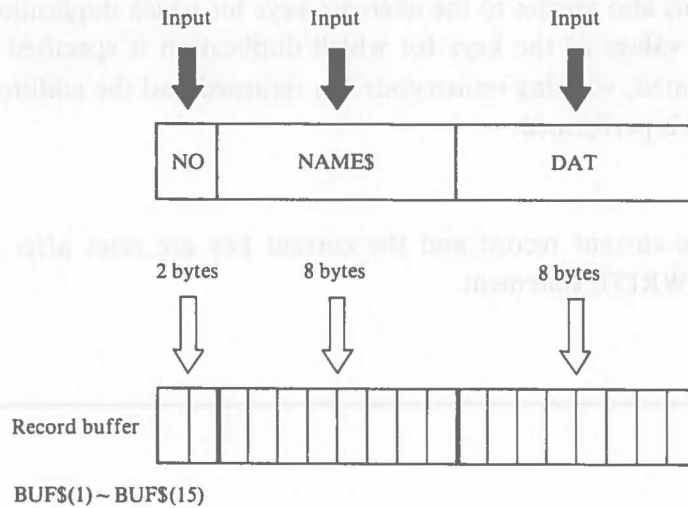 Input Input Input
NO NAME$ DAT
2 bytes 8 bytes 8 bytes
Record buffer
BUF$(1) ~ BUF$(15)